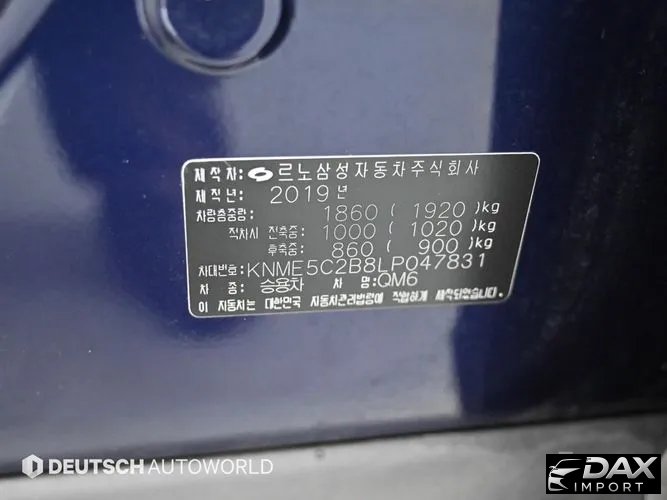 제 작 자: 르노삼성자동차주식회사
제 작 년: 2019년
차량총중량: 1860( 1920)kg
적차시 전축중: 1000( 1020)kg
후축중: 860( 900)kg
차대번호: KNME5C2B8LP047831
차 종: 승용차 차 명:QM6
이 자동차는 대한민국 자동차관리법령에 적합하게 제작되었습니다.
DEUTSCH AUTOWORLD
DAX
IMPORT